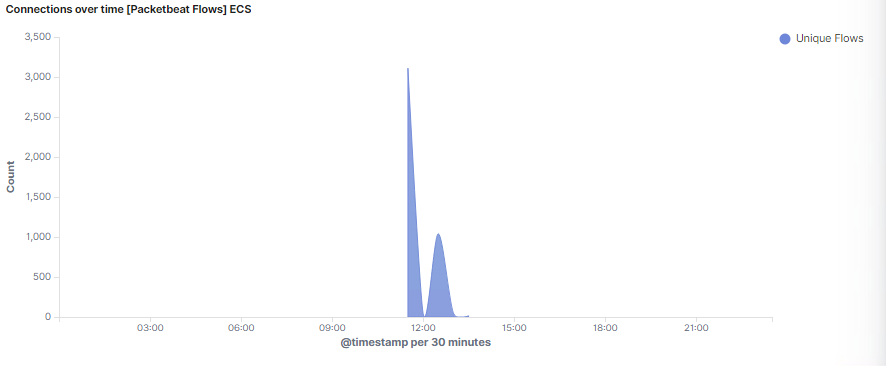 Connections over time [Packetbeat Flows] ECS
3,500
Unique Flows
3,000
2,500
2,000
1,500
1,000
500
0
Count
03:00 06:00 09:00 12:00 15:00 18:00 21:00
@timestamp per 30 minutes